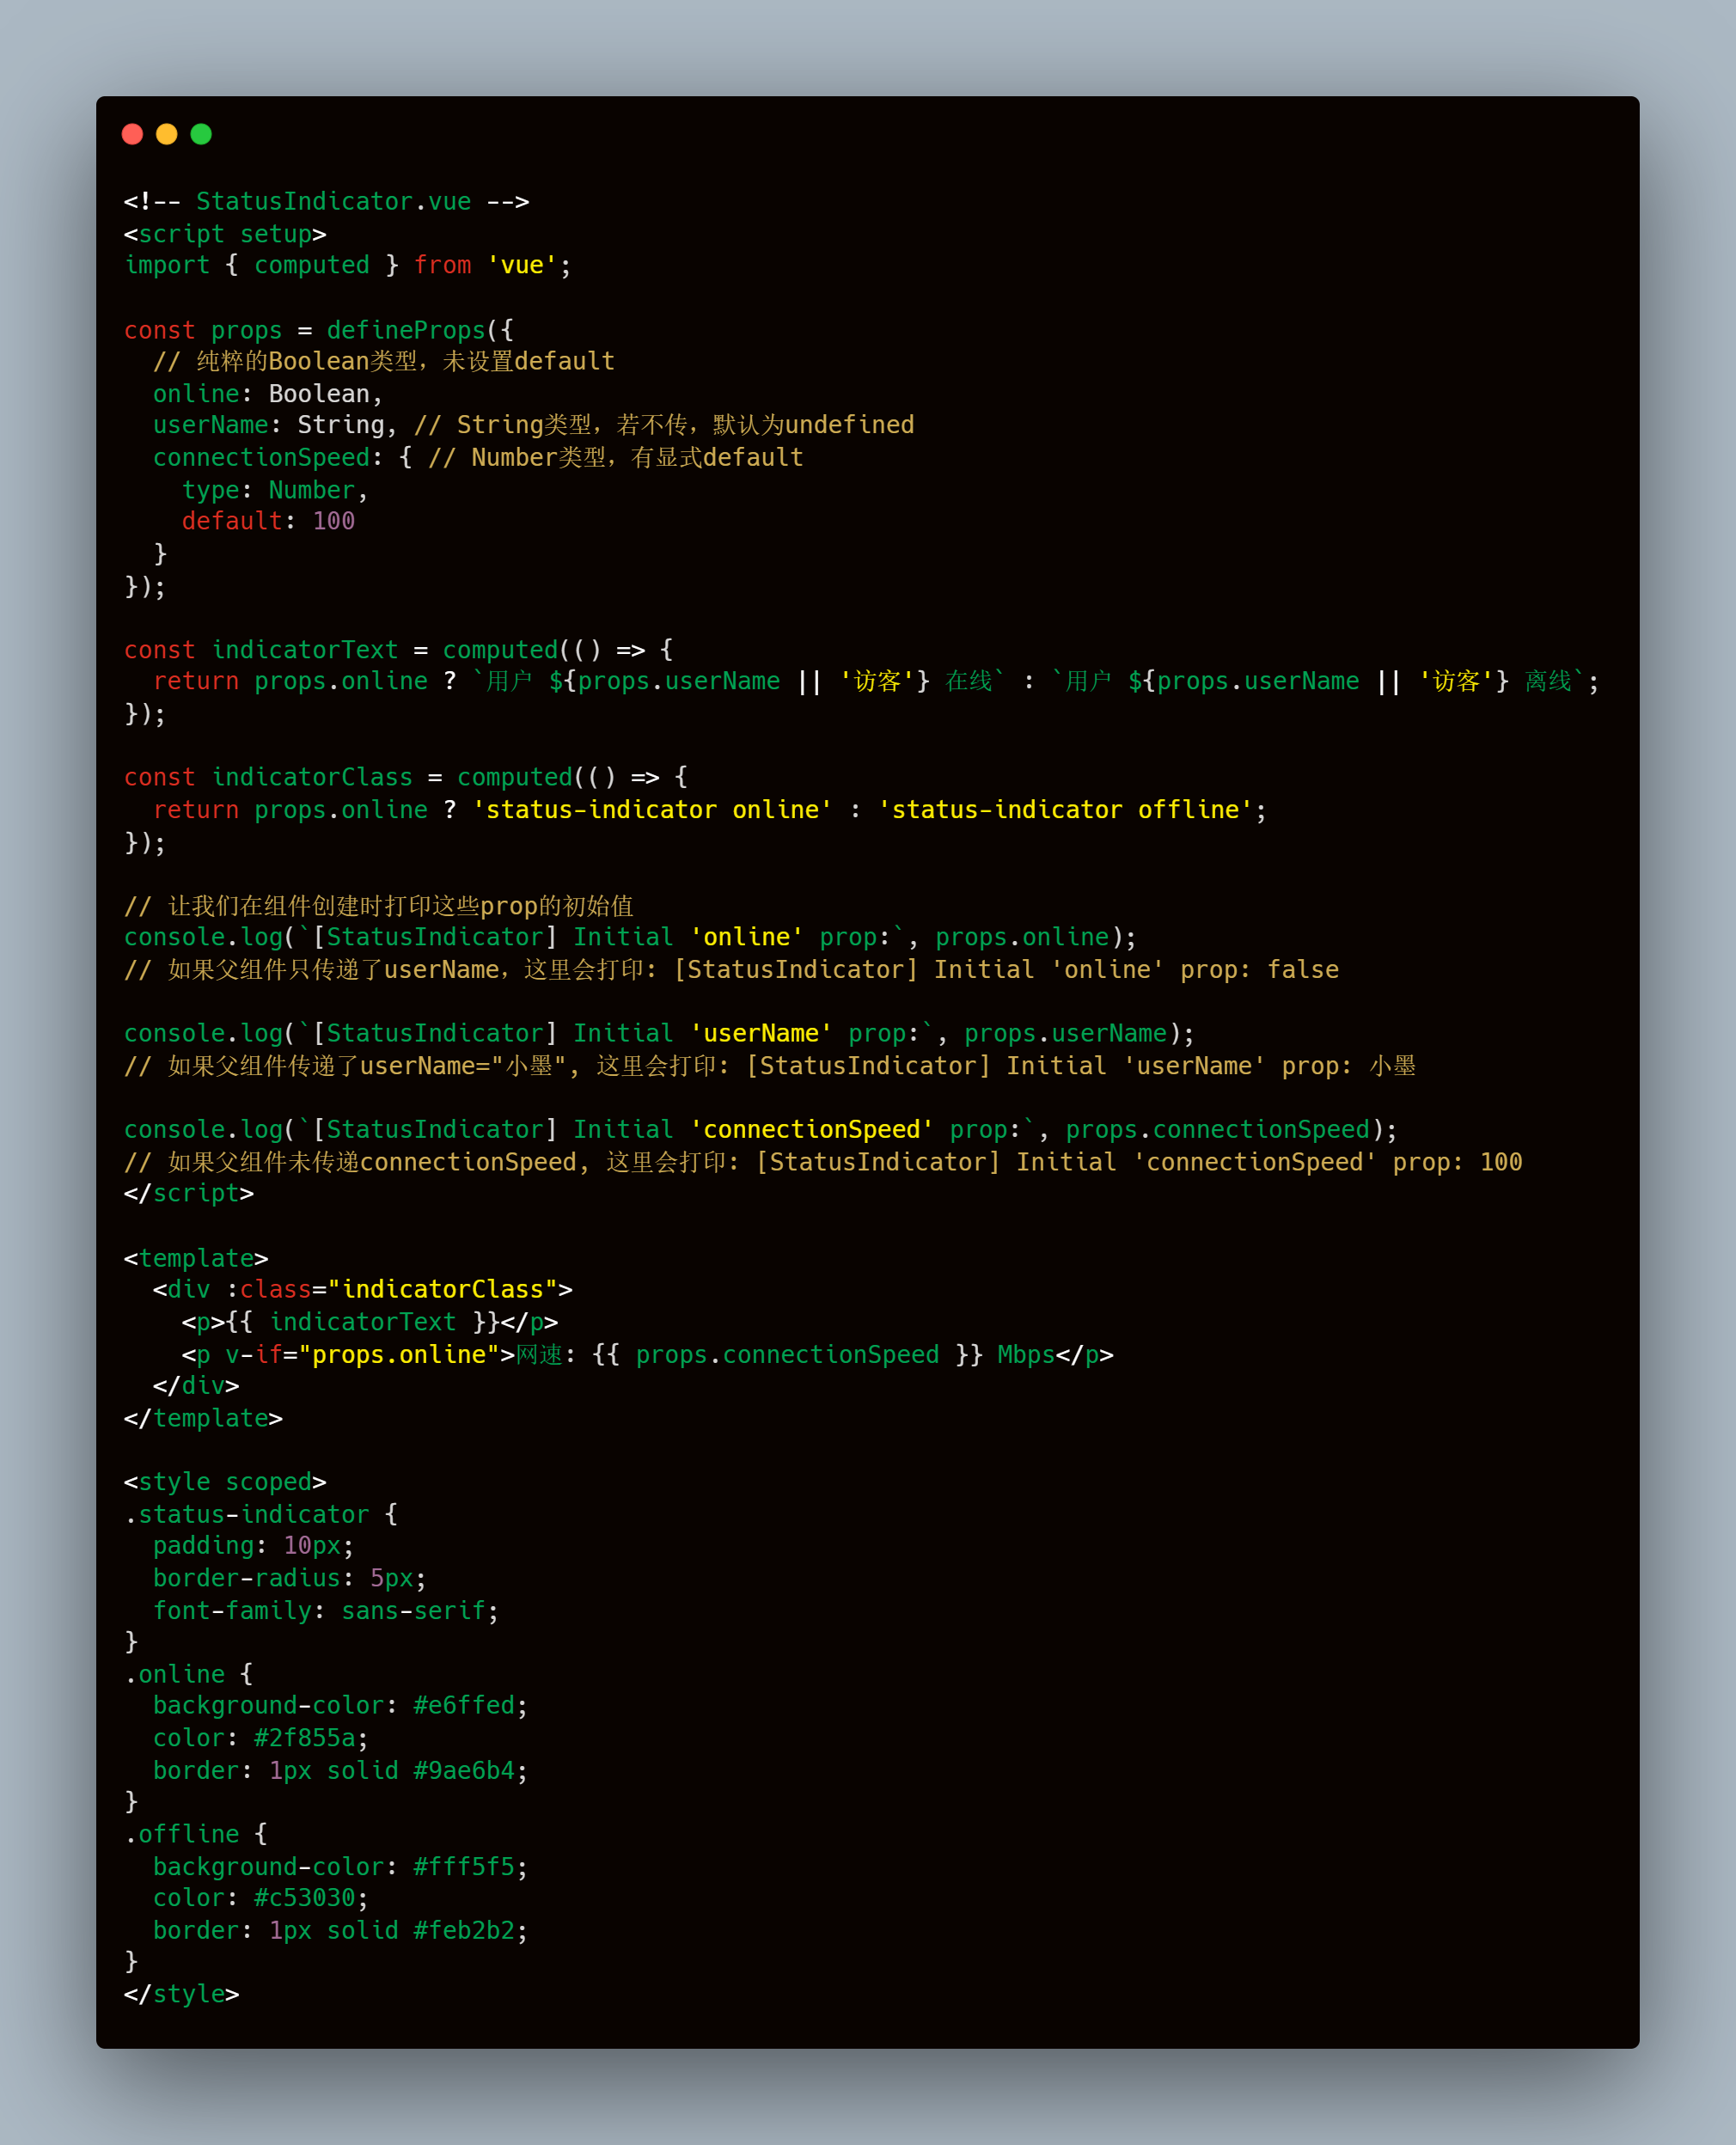 <!-- StatusIndicator.vue -->
<script setup>
import { computed } from 'vue';

const props = defineProps({
  // 纯粹的Boolean类型，未设置default
  online: Boolean,
  userName: String, // String类型，若不传，默认为undefined
  connectionSpeed: { // Number类型，有显式default
    type: Number,
    default: 100
  }
});

const indicatorText = computed(() => {
  return props.online ? `用户 ${props.userName || '访客'} 在线` : `用户 ${props.userName || '访客'} 离线`;
});

const indicatorClass = computed(() => {
  return props.online ? 'status-indicator online' : 'status-indicator offline';
});

// 让我们在组件创建时打印这些prop的初始值
console.log(`[StatusIndicator] Initial 'online' prop:`, props.online);
// 如果父组件只传递了userName，这里会打印: [StatusIndicator] Initial 'online' prop: false

console.log(`[StatusIndicator] Initial 'userName' prop:`, props.userName);
// 如果父组件传递了userName="小墨", 这里会打印: [StatusIndicator] Initial 'userName' prop: 小墨

console.log(`[StatusIndicator] Initial 'connectionSpeed' prop:`, props.connectionSpeed);
// 如果父组件未传递connectionSpeed, 这里会打印: [StatusIndicator] Initial 'connectionSpeed' prop: 100
</script>

<template>
  <div :class="indicatorClass">
    <p>{{ indicatorText }}</p>
    <p v-if="props.online">网速: {{ props.connectionSpeed }} Mbps</p>
  </div>
</template>

<style scoped>
.status-indicator {
  padding: 10px;
  border-radius: 5px;
  font-family: sans-serif;
}
.online {
  background-color: #e6ffed;
  color: #2f855a;
  border: 1px solid #9ae6b4;
}
.offline {
  background-color: #fff5f5;
  color: #c53030;
  border: 1px solid #feb2b2;
}
</style>